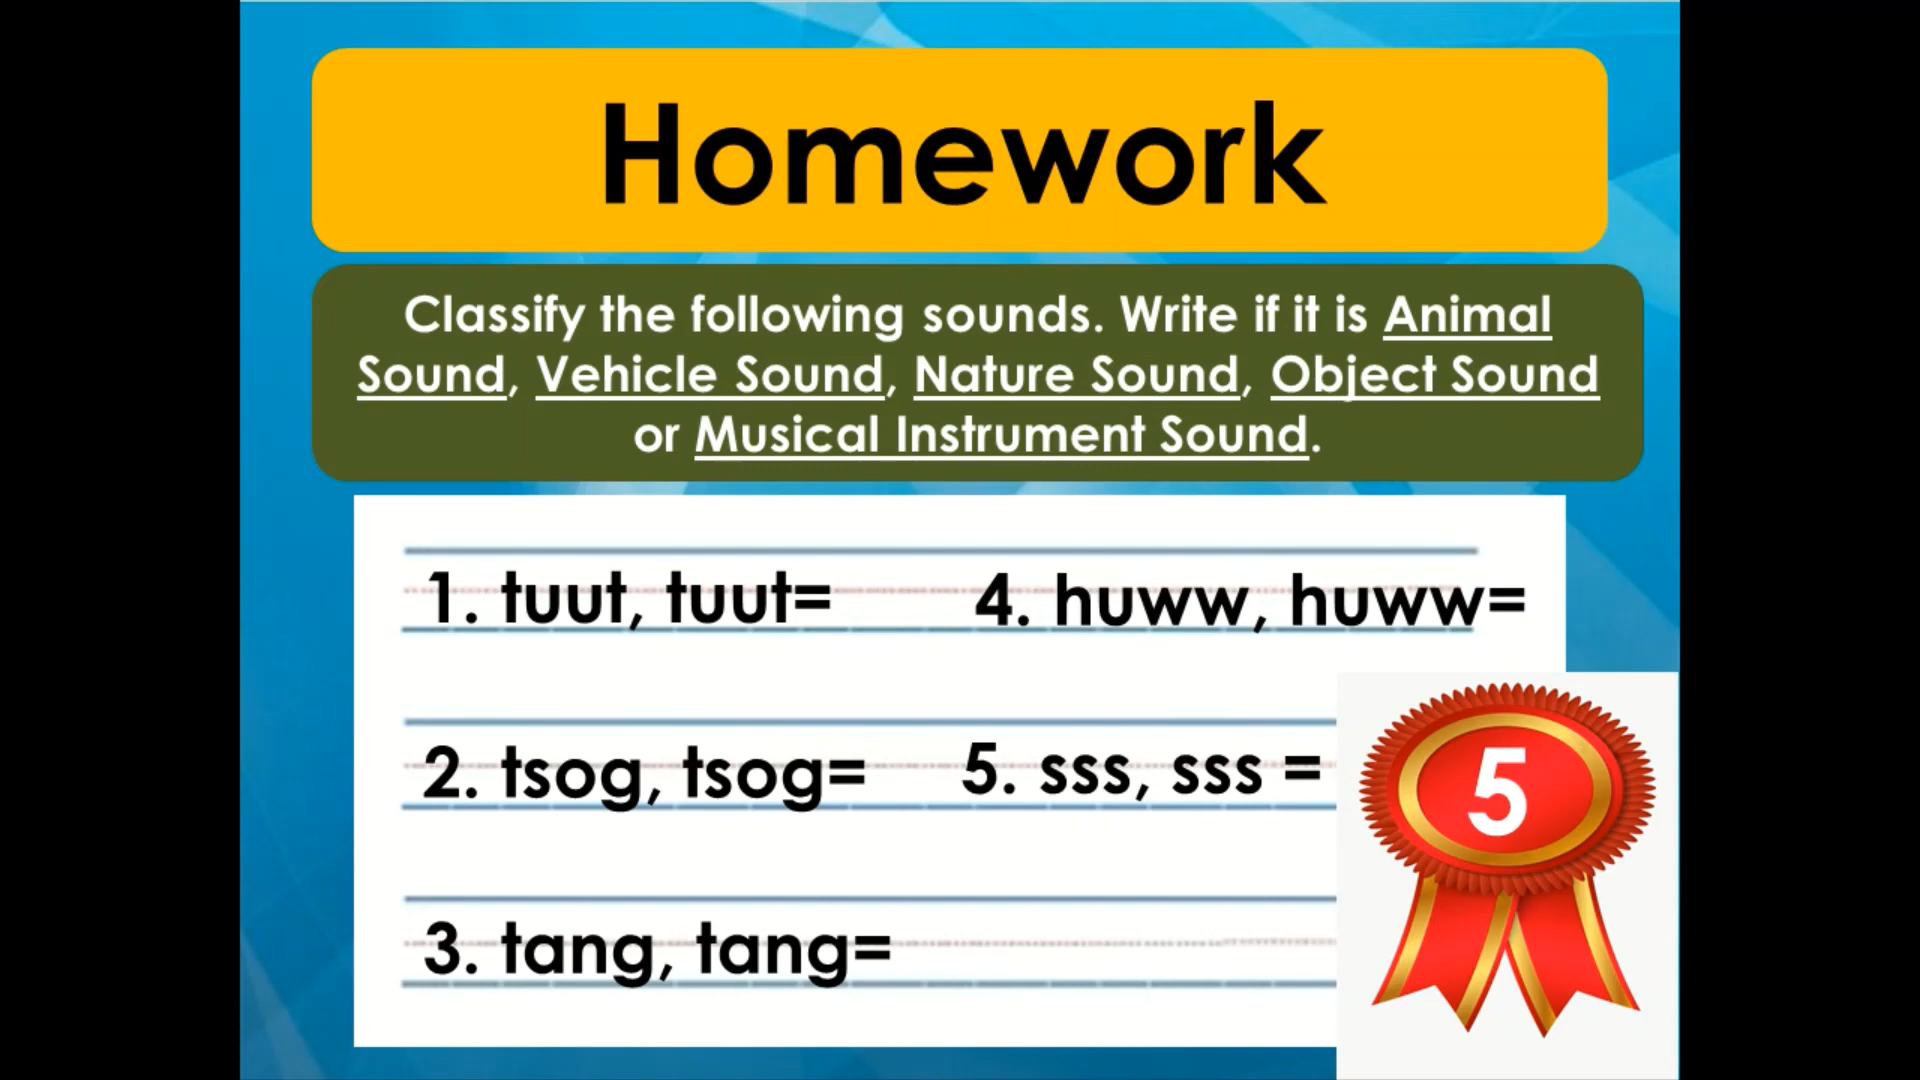 Homework
Classify the following sounds. Write if it is Animal
Sound, Vehicle Sound, Nature Sound, Object Sound
or Musical Instrument Sound.
1. tuut, tuut=
2. tsog, tsog=
3. tang, tang=
4. huww, huww=
5. sss, sss =
5